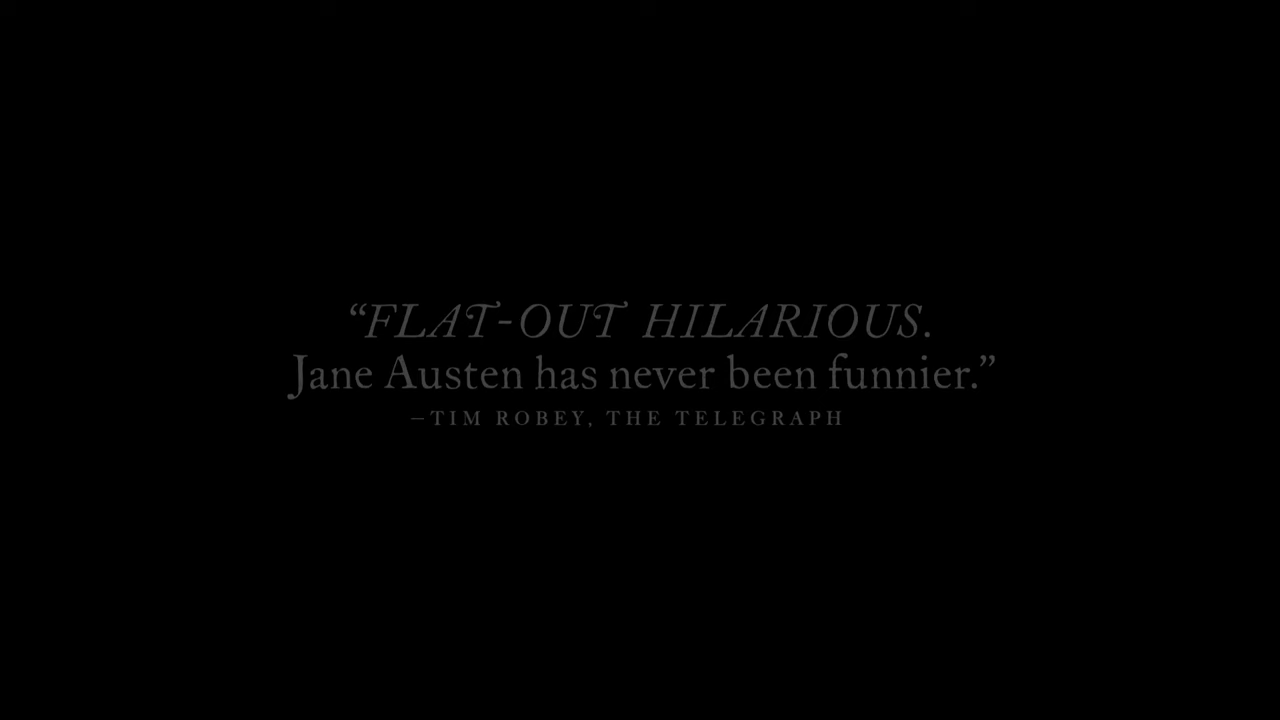 “FLAT-OUT HILARIOUS.
Jane Austen has never been funnier.”
–TIM ROBEY, THE TELEGRAPH